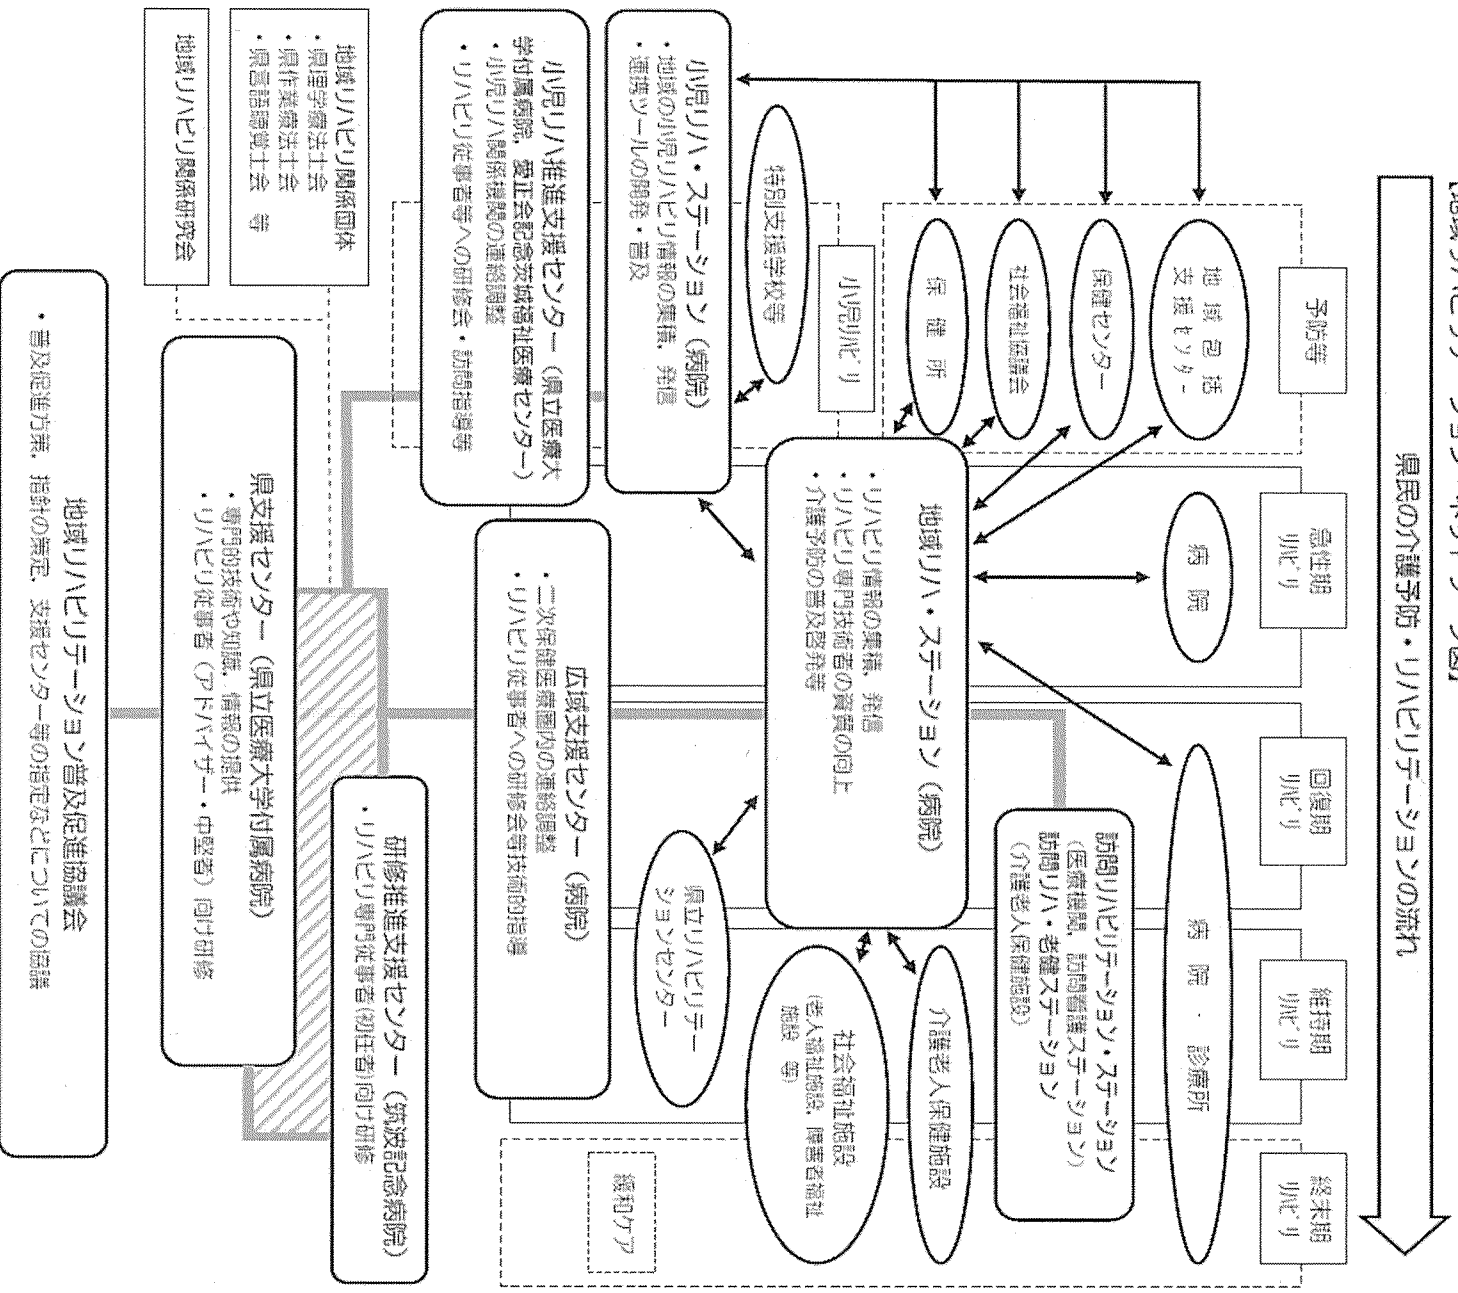 県民の介護予防・リハビリテーションの流れ
予防等
急性期
リハビリ
回復期
リハビリ
維持期
リハビリ
終末期
リハビリ
地域包括
支援センター
保健センター
社会福祉協議会
保健所
病院
病院・診療所
訪問リハビリテーション・ステーション
(医療機関、訪問看護ステーション)
訪問リハ・老健ステーション
(介護老人保健施設)
介護老人保健施設
社会福祉施設
(老人福祉施設、障害者福祉
施設 等)
地域リハ・ステーション(病院)
・リハビリ情報の集積、発信
・リハビリ専門技術者の資質の向上
・介護予防の普及啓発等
小児リハビリ
特別支援学校等
小児リハ・ステーション(病院)
・地域の小児リハビリ情報の集積、発信
・連携ツールの開発・普及
県立リハビリテー
ションセンター
緩和ケア
小児リハ推進支援センター(県立医療大
学付属病院、愛正会記念茨城福祉医療センター)
・小児リハ関係機関の連絡調整
・リハビリ従事者等への研修会・訪問指導等
広域支援センター(病院)
・二次保健医療圏内の連絡調整
・リハビリ従事者への研修会等技術的指導
研修推進支援センター(筑波記念病院)
・リハビリ専門従事者(初任者)向け研修
地域リハビリ関係団体
・県理学療法士会
・県作業療法士会
・県言語聴覚士会 等
地域リハビリ関係研究会
県支援センター(県立医療大学付属病院)
・専門的技術や知識、情報の提供
・リハビリ従事者(アドバイザー・中堅者)向け研修
地域リハビリテーション普及促進協議会
・普及促進方策、指針の策定、支援センター等の指定などについての協議